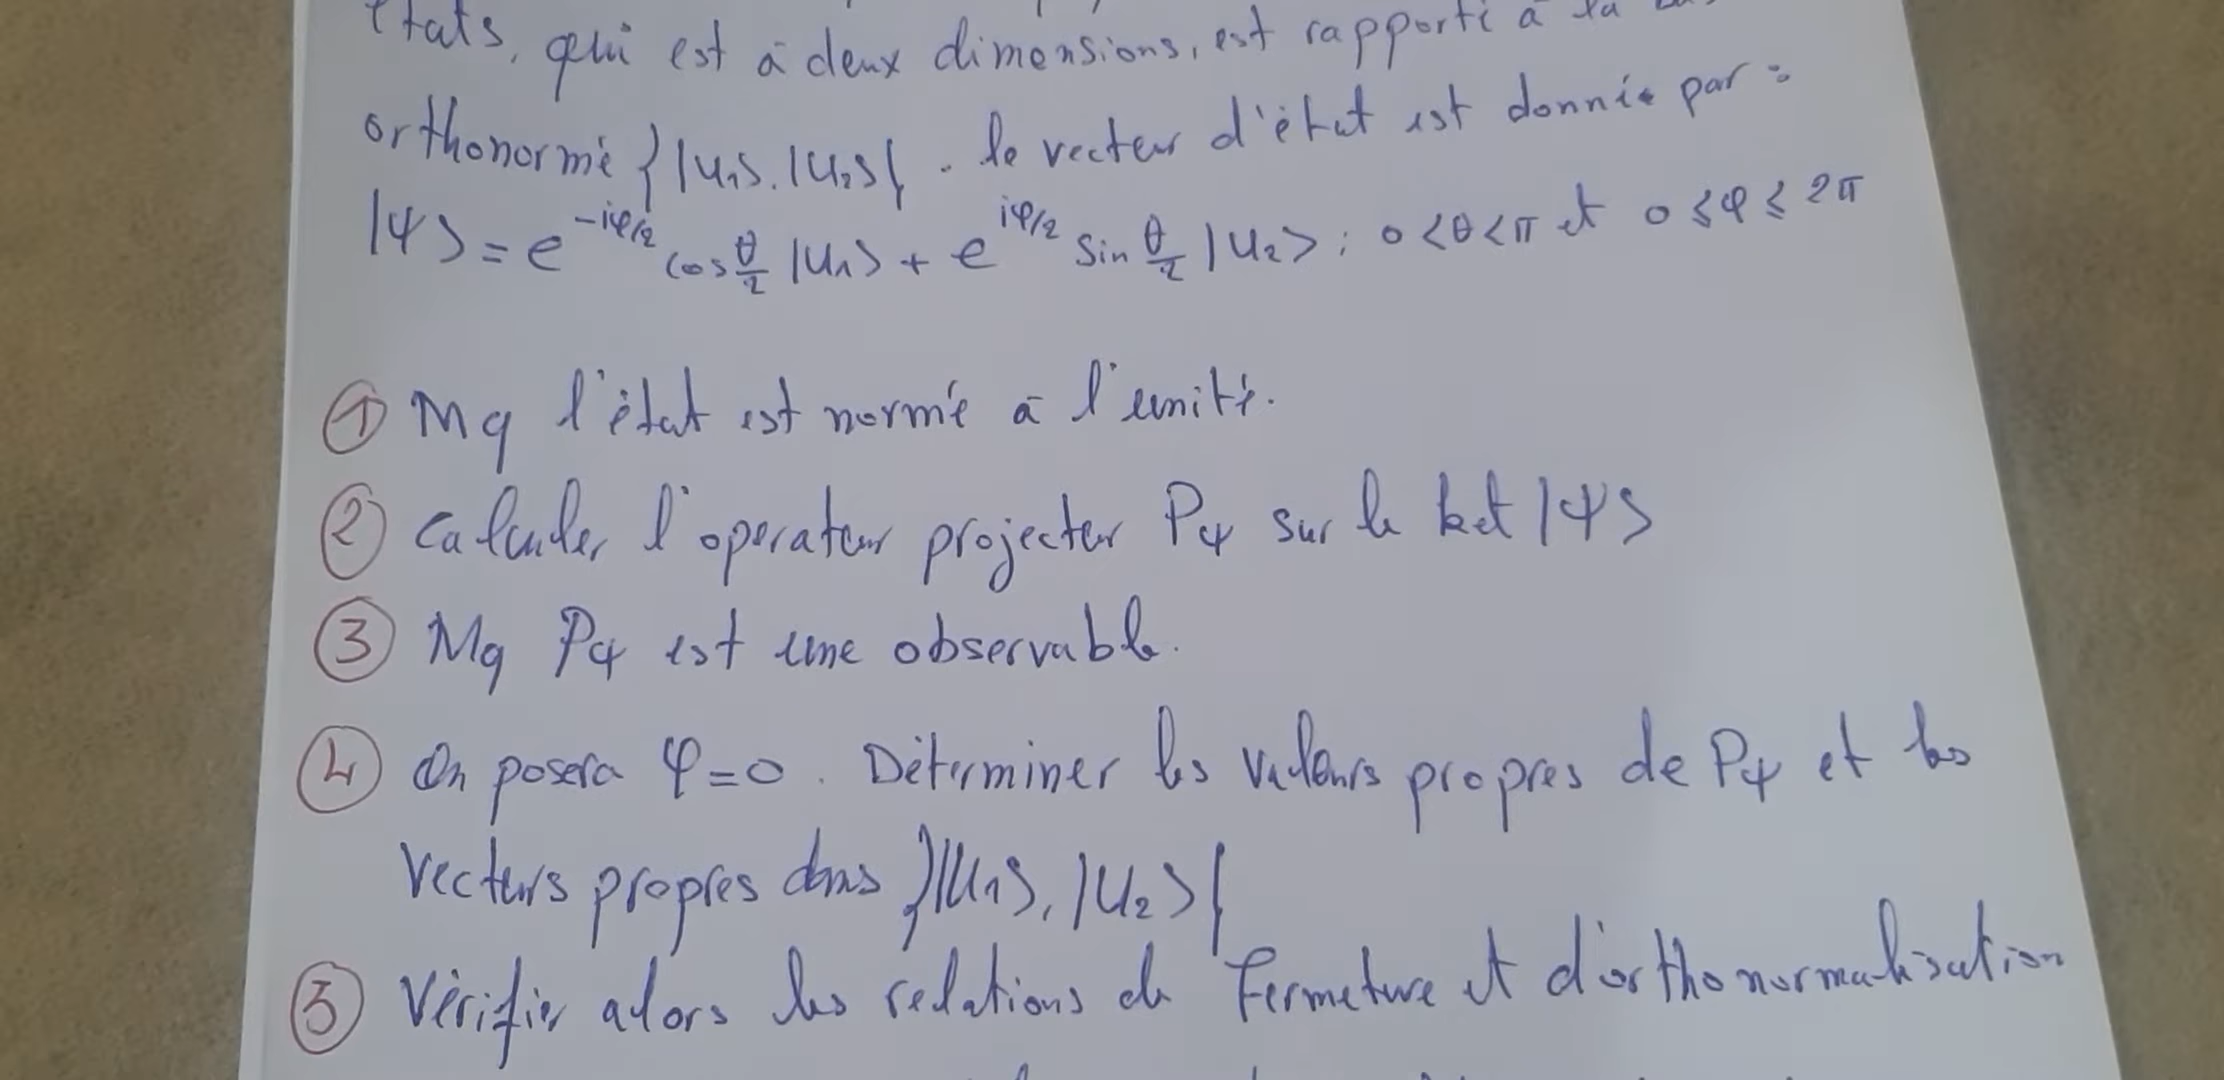 états, qui est à deux dimensions, est rapporté à la
orthonormé {|u₁>, |u₂>} . le vecteur d'état est donnée par :
|ψ> = e^{-iφ/2} cos θ/2 |u₁> + e^{iφ/2} sin θ/2 |u₂> ; 0 < θ < π et 0 ≤ φ ≤ 2π
① Mq l'état est normé à l'unité.
② Calculer l'operateur projecteur Pψ sur le ket |ψ>
③ Mq Pψ est une observable.
④ On posera φ = 0 . Déterminer les valeurs propres de Pψ et les
vecteurs propres dans {|u₁>, |u₂>}
⑤ Vérifier alors les relations de fermeture et d'orthonormalisation